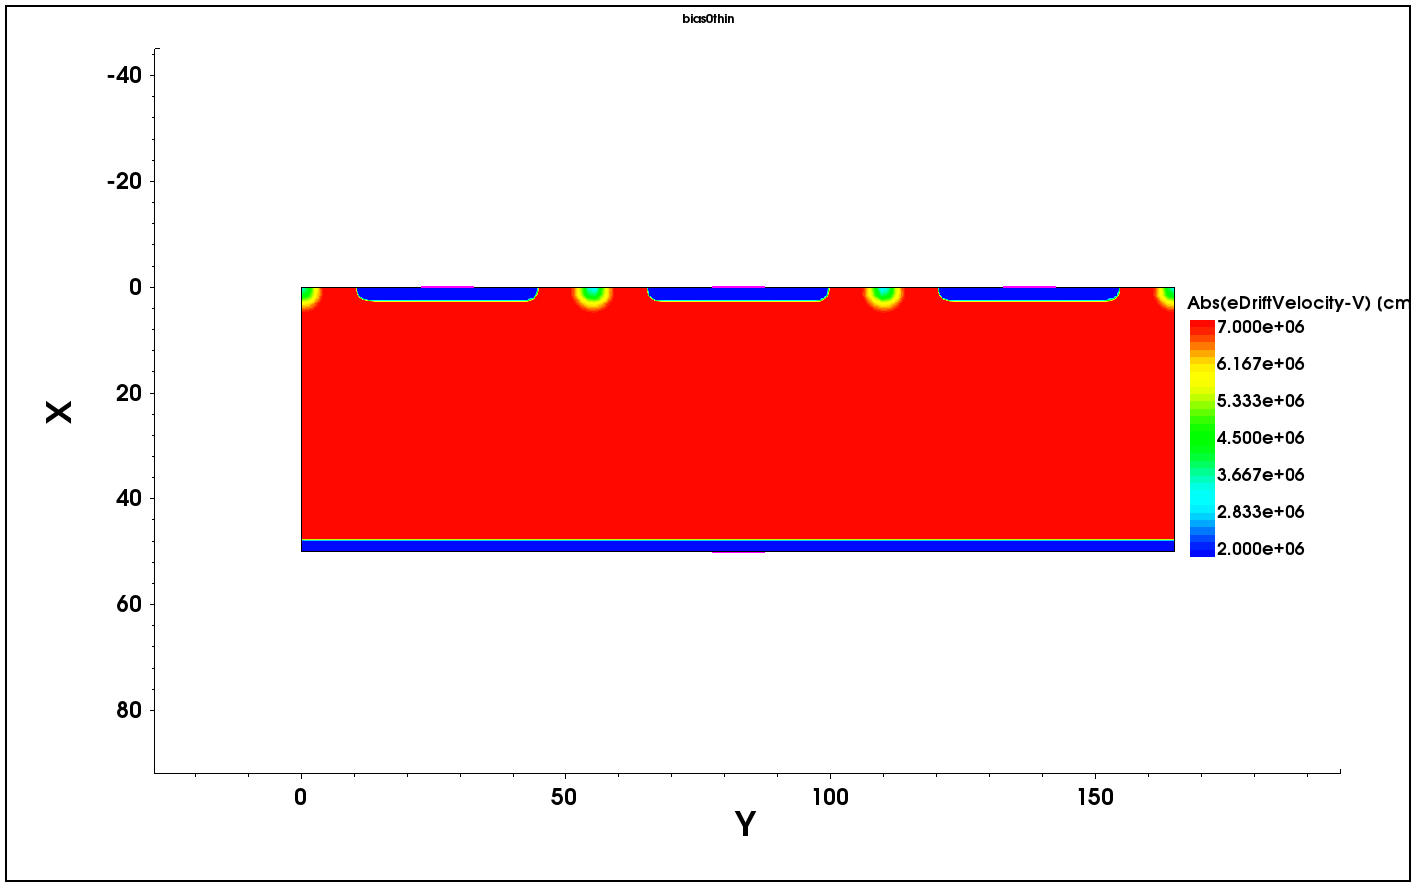 bias0thin
-40
-20
0
20
40
60
80
X
0
50
100
150
Y
Abs(eDriftVelocity-V) (cm
7.000e+06
6.167e+06
5.333e+06
4.500e+06
3.667e+06
2.833e+06
2.000e+06